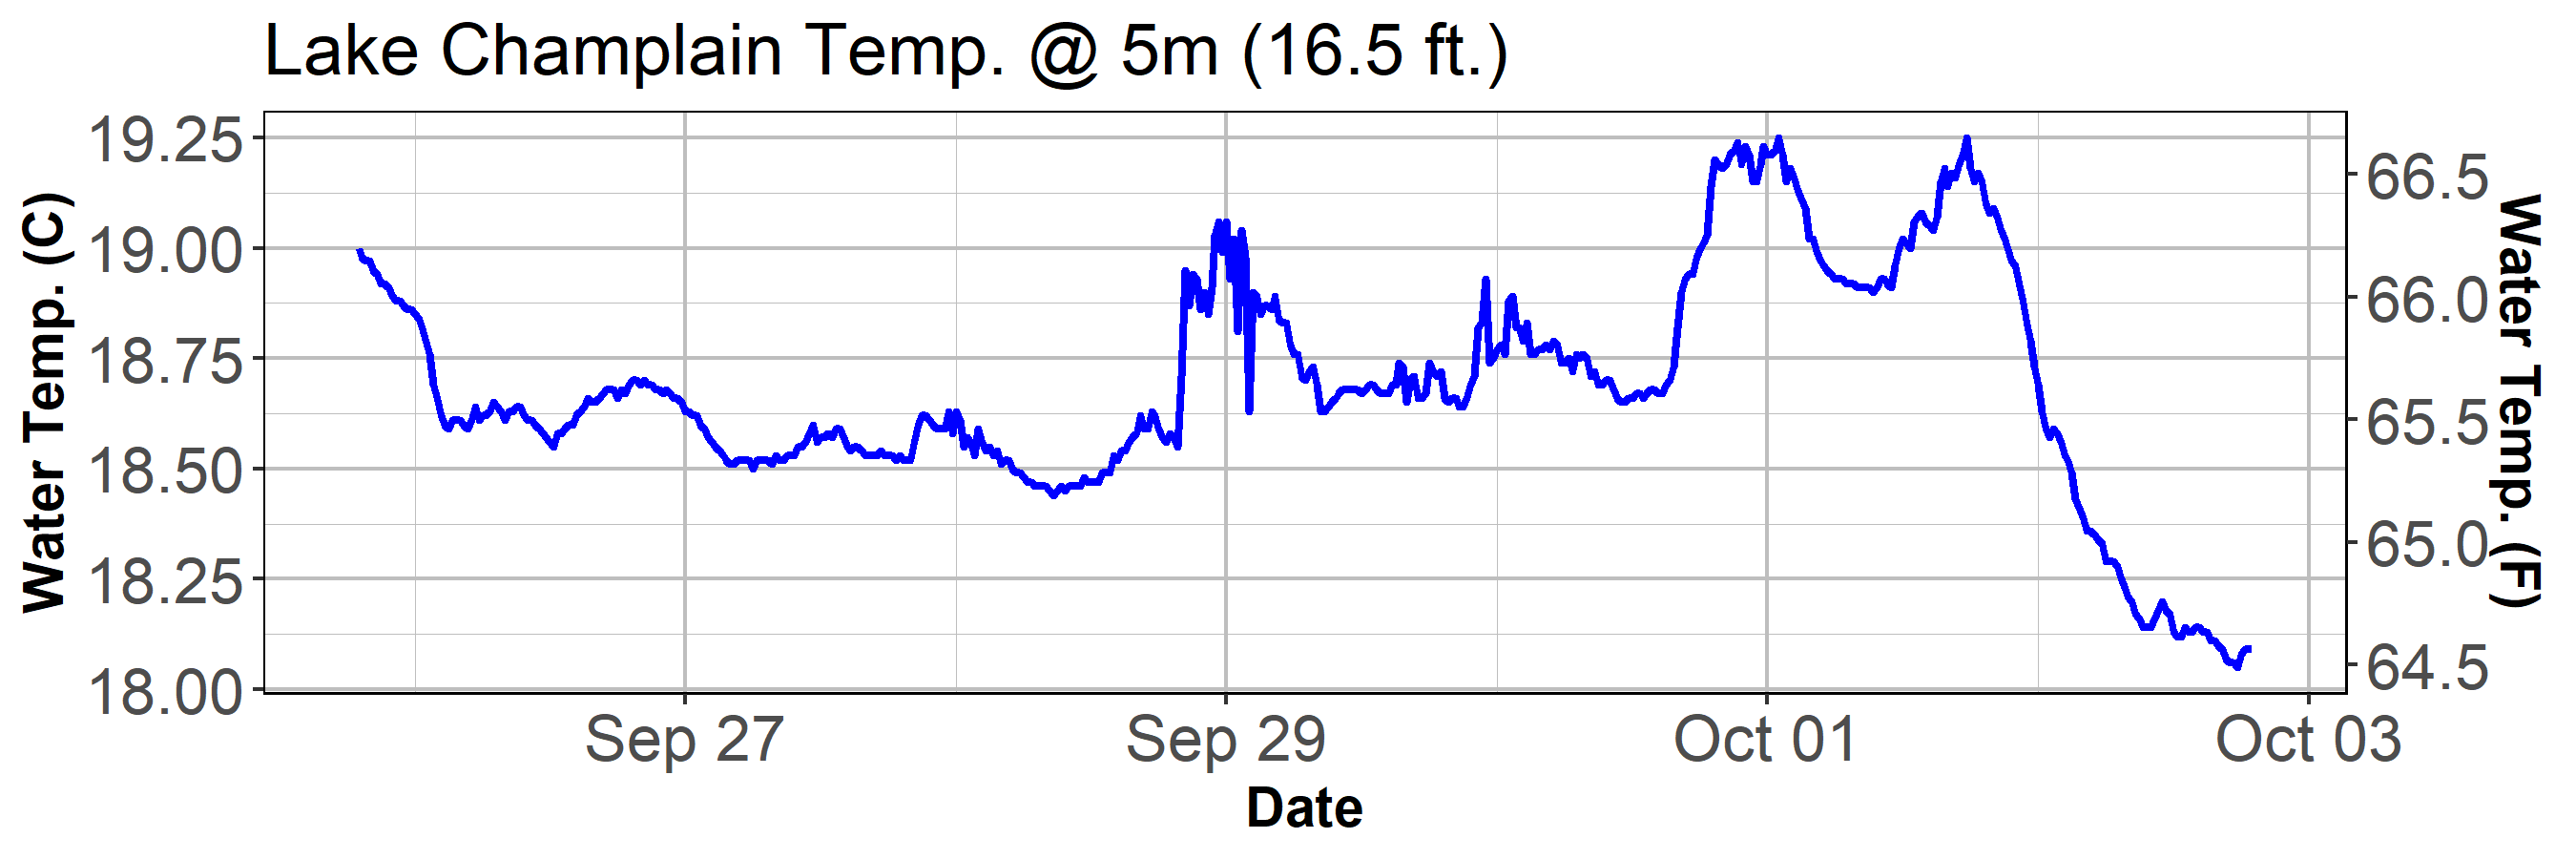 Lake Champlain Temp. @ 5m (16.5 ft.)
Water Temp. (C)
19.25
19.00
18.75
18.50
18.25
18.00
66.5
66.0
65.5
65.0
64.5
Water Temp. (F)
Sep 27 Sep 29 Oct 01 Oct 03
Date